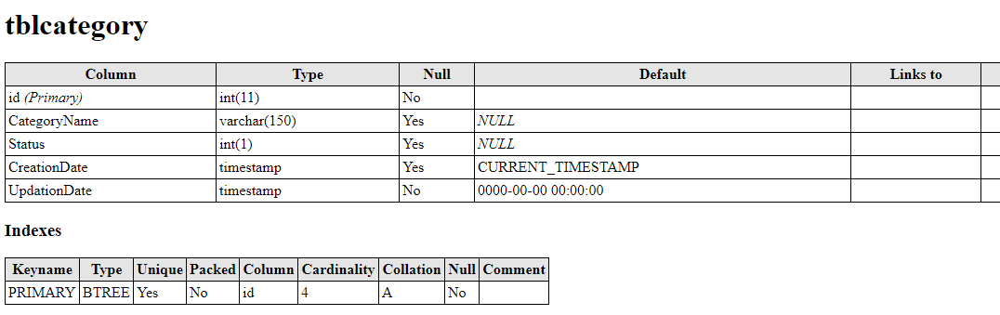 tblcategory
Column Type Null Default Links to
id (Primary) int(11) No
CategoryName varchar(150) Yes NULL
Status int(1) Yes NULL
CreationDate timestamp Yes CURRENT_TIMESTAMP
UpdationDate timestamp No 0000-00-00 00:00:00
Indexes
Keyname Type Unique Packed Column Cardinality Collation Null Comment
PRIMARY BTREE Yes No id 4 A No